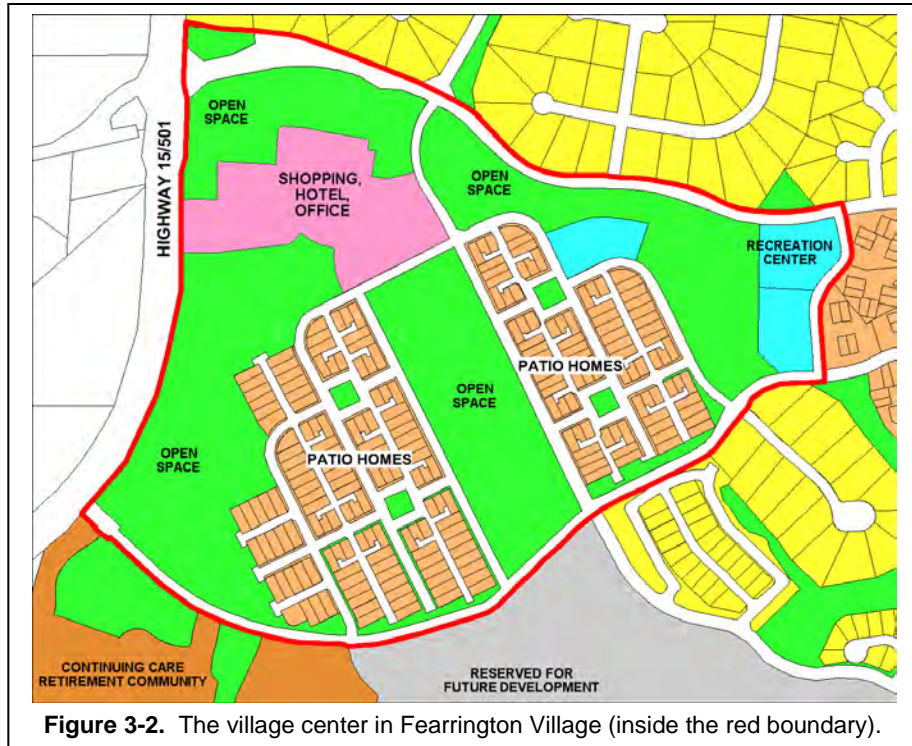 OPEN
SPACE
HIGHWAY 15/501
SHOPPING,
HOTEL,
OFFICE
OPEN
SPACE
RECREATION
CENTER
PATIO HOMES
OPEN
SPACE
OPEN
SPACE
PATIO HOMES
CONTINUING CARE
RETIREMENT COMMUNITY
RESERVED FOR
FUTURE DEVELOPMENT
Figure 3-2. The village center in Fearrington Village (inside the red boundary).